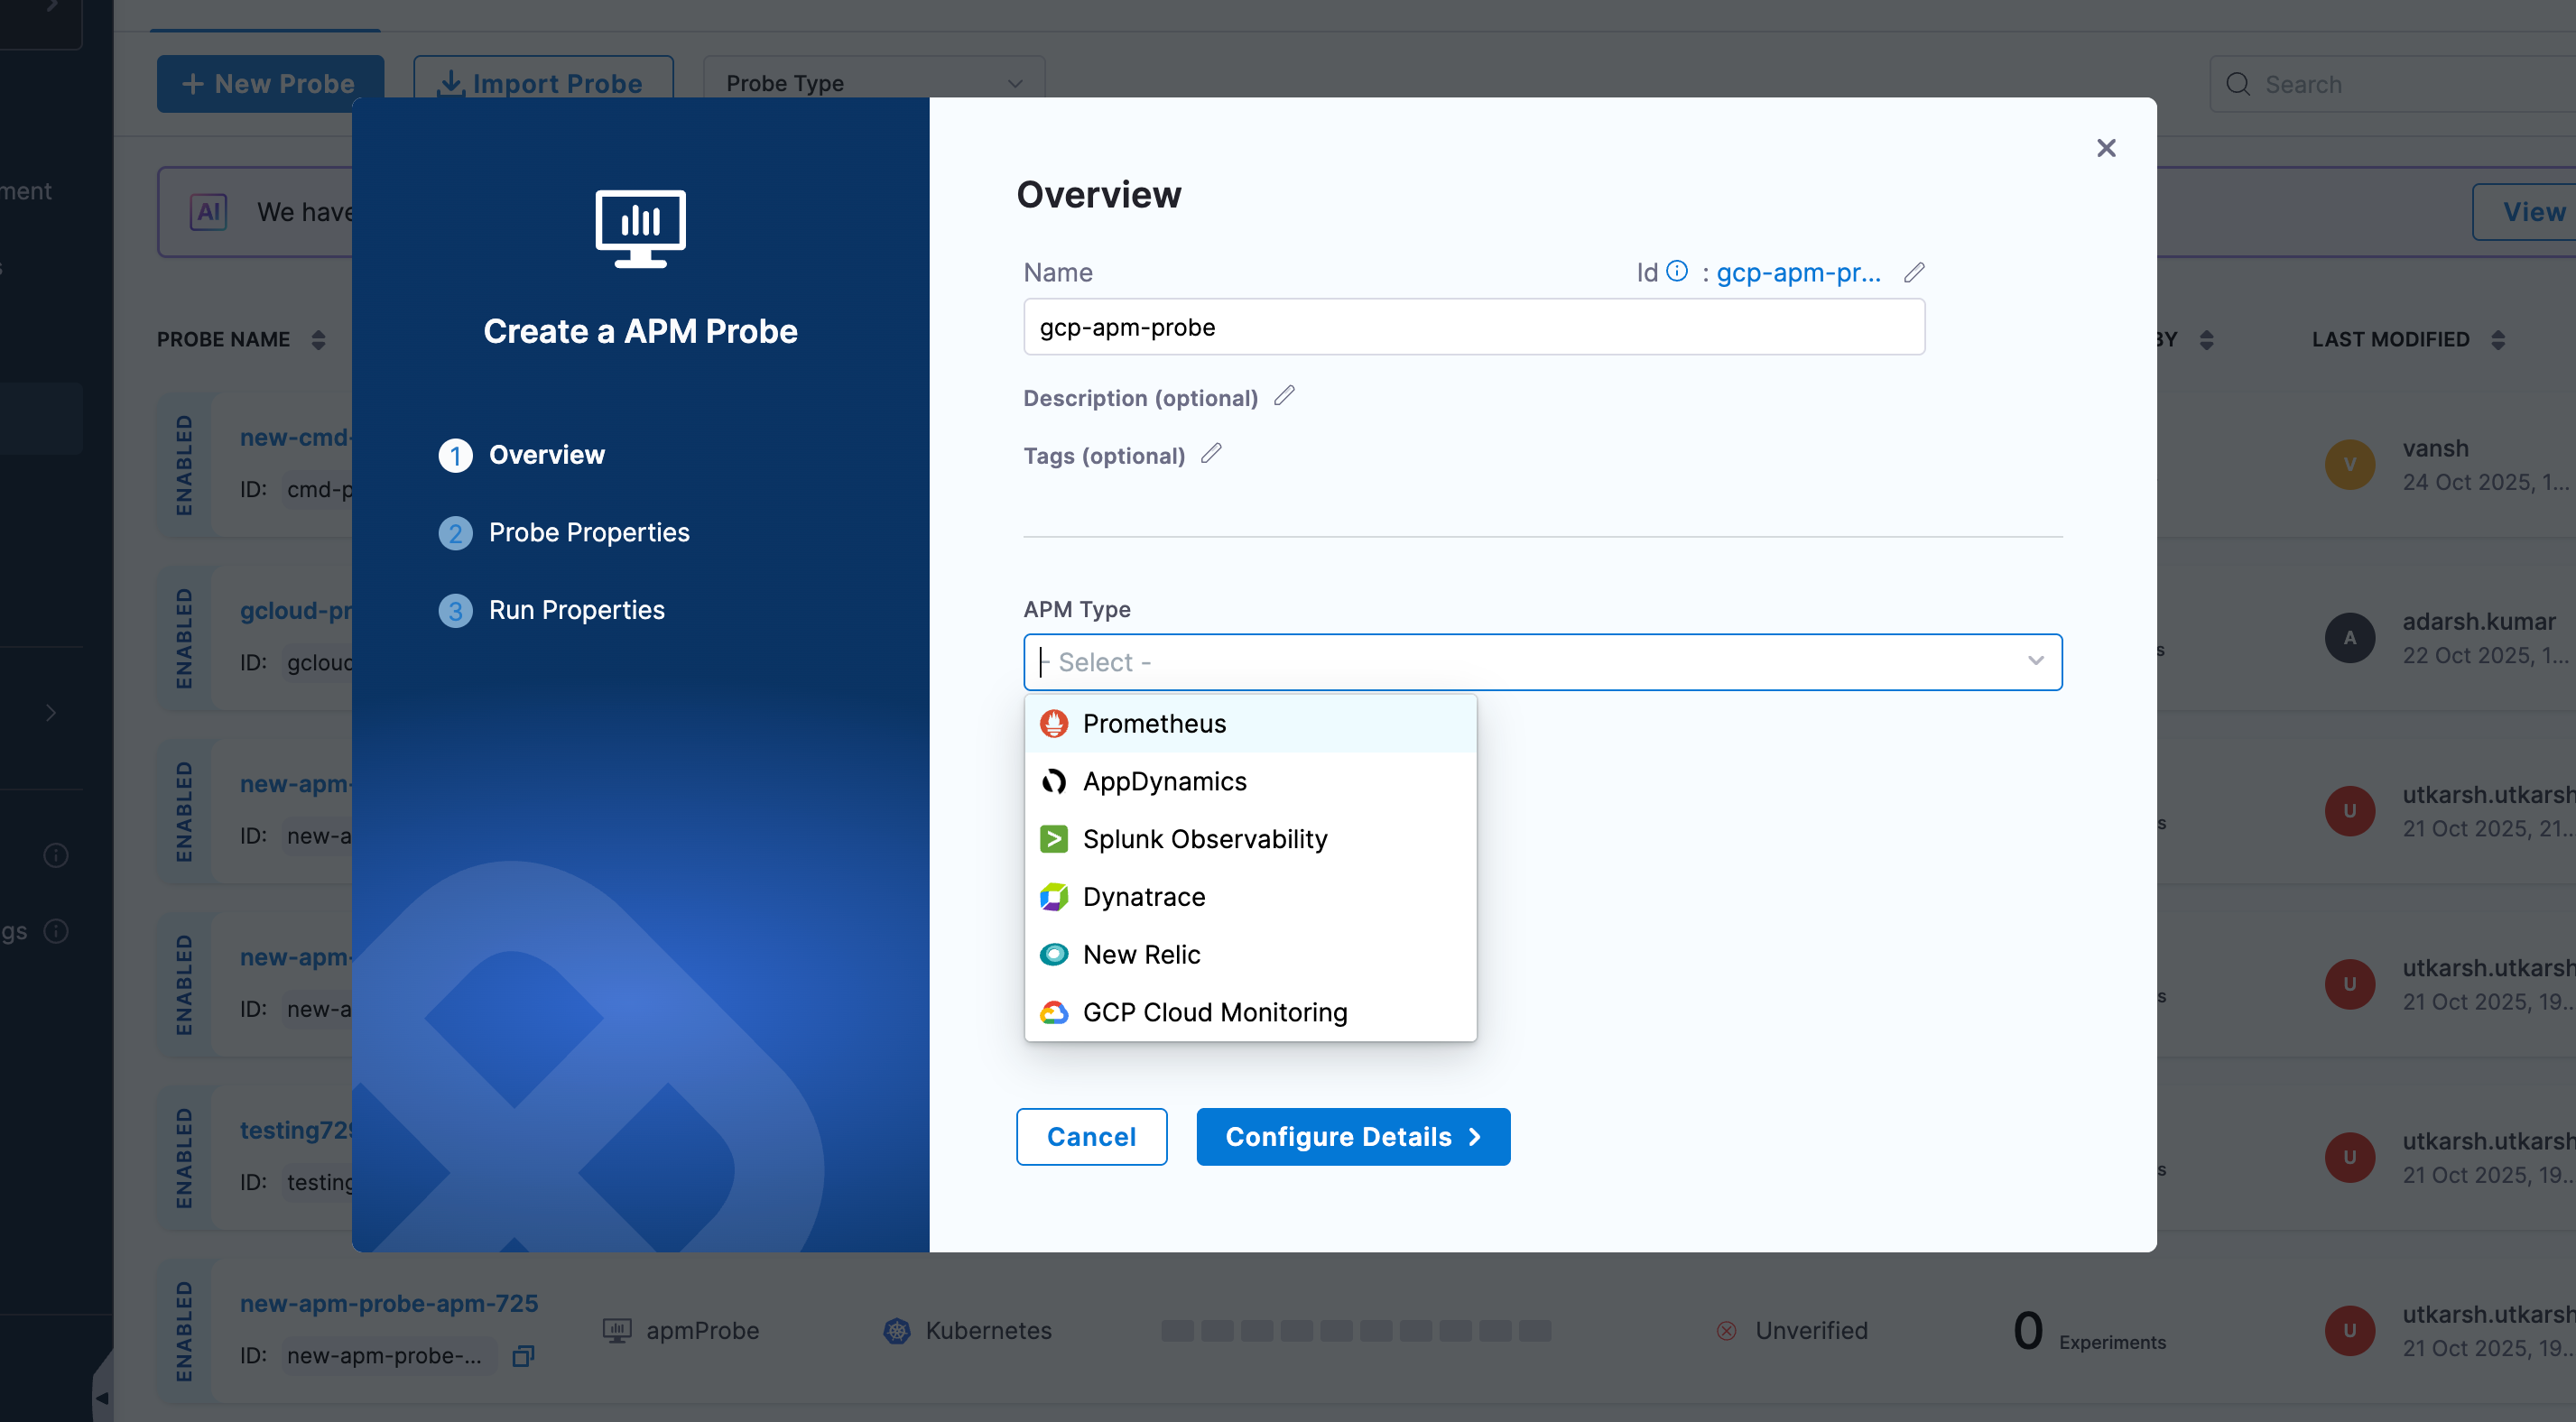 + New Probe
Import Probe
Probe Type
Search
ment
AI
We have
View
s
PROBE NAME
BY
LAST MODIFIED
ENABLED
new-cmd-
ID: cmd-p
vansh
V
24 Oct 2025, 1...
ENABLED
gcloud-pr
ID: gcloud
s
adarsh.kumar
A
22 Oct 2025, 1...
ENABLED
new-apm-
ID: new-a
s
utkarsh.utkarsh
U
21 Oct 2025, 21...
gs
ENABLED
new-apm-
ID: new-a
s
utkarsh.utkarsh
U
21 Oct 2025, 19...
ENABLED
testing729
ID: testing
s
utkarsh.utkarsh
U
21 Oct 2025, 19...
ENABLED
new-apm-probe-apm-725
ID: new-apm-probe-...
apmProbe
Kubernetes
Unverified
0 Experiments
utkarsh.utkarsh
U
21 Oct 2025, 19...
Create a APM Probe
1 Overview
2 Probe Properties
3 Run Properties
Overview
Name
Id : gcp-apm-pr...
gcp-apm-probe
Description (optional)
Tags (optional)
APM Type
- Select -
Prometheus
AppDynamics
Splunk Observability
Dynatrace
New Relic
GCP Cloud Monitoring
Cancel
Configure Details